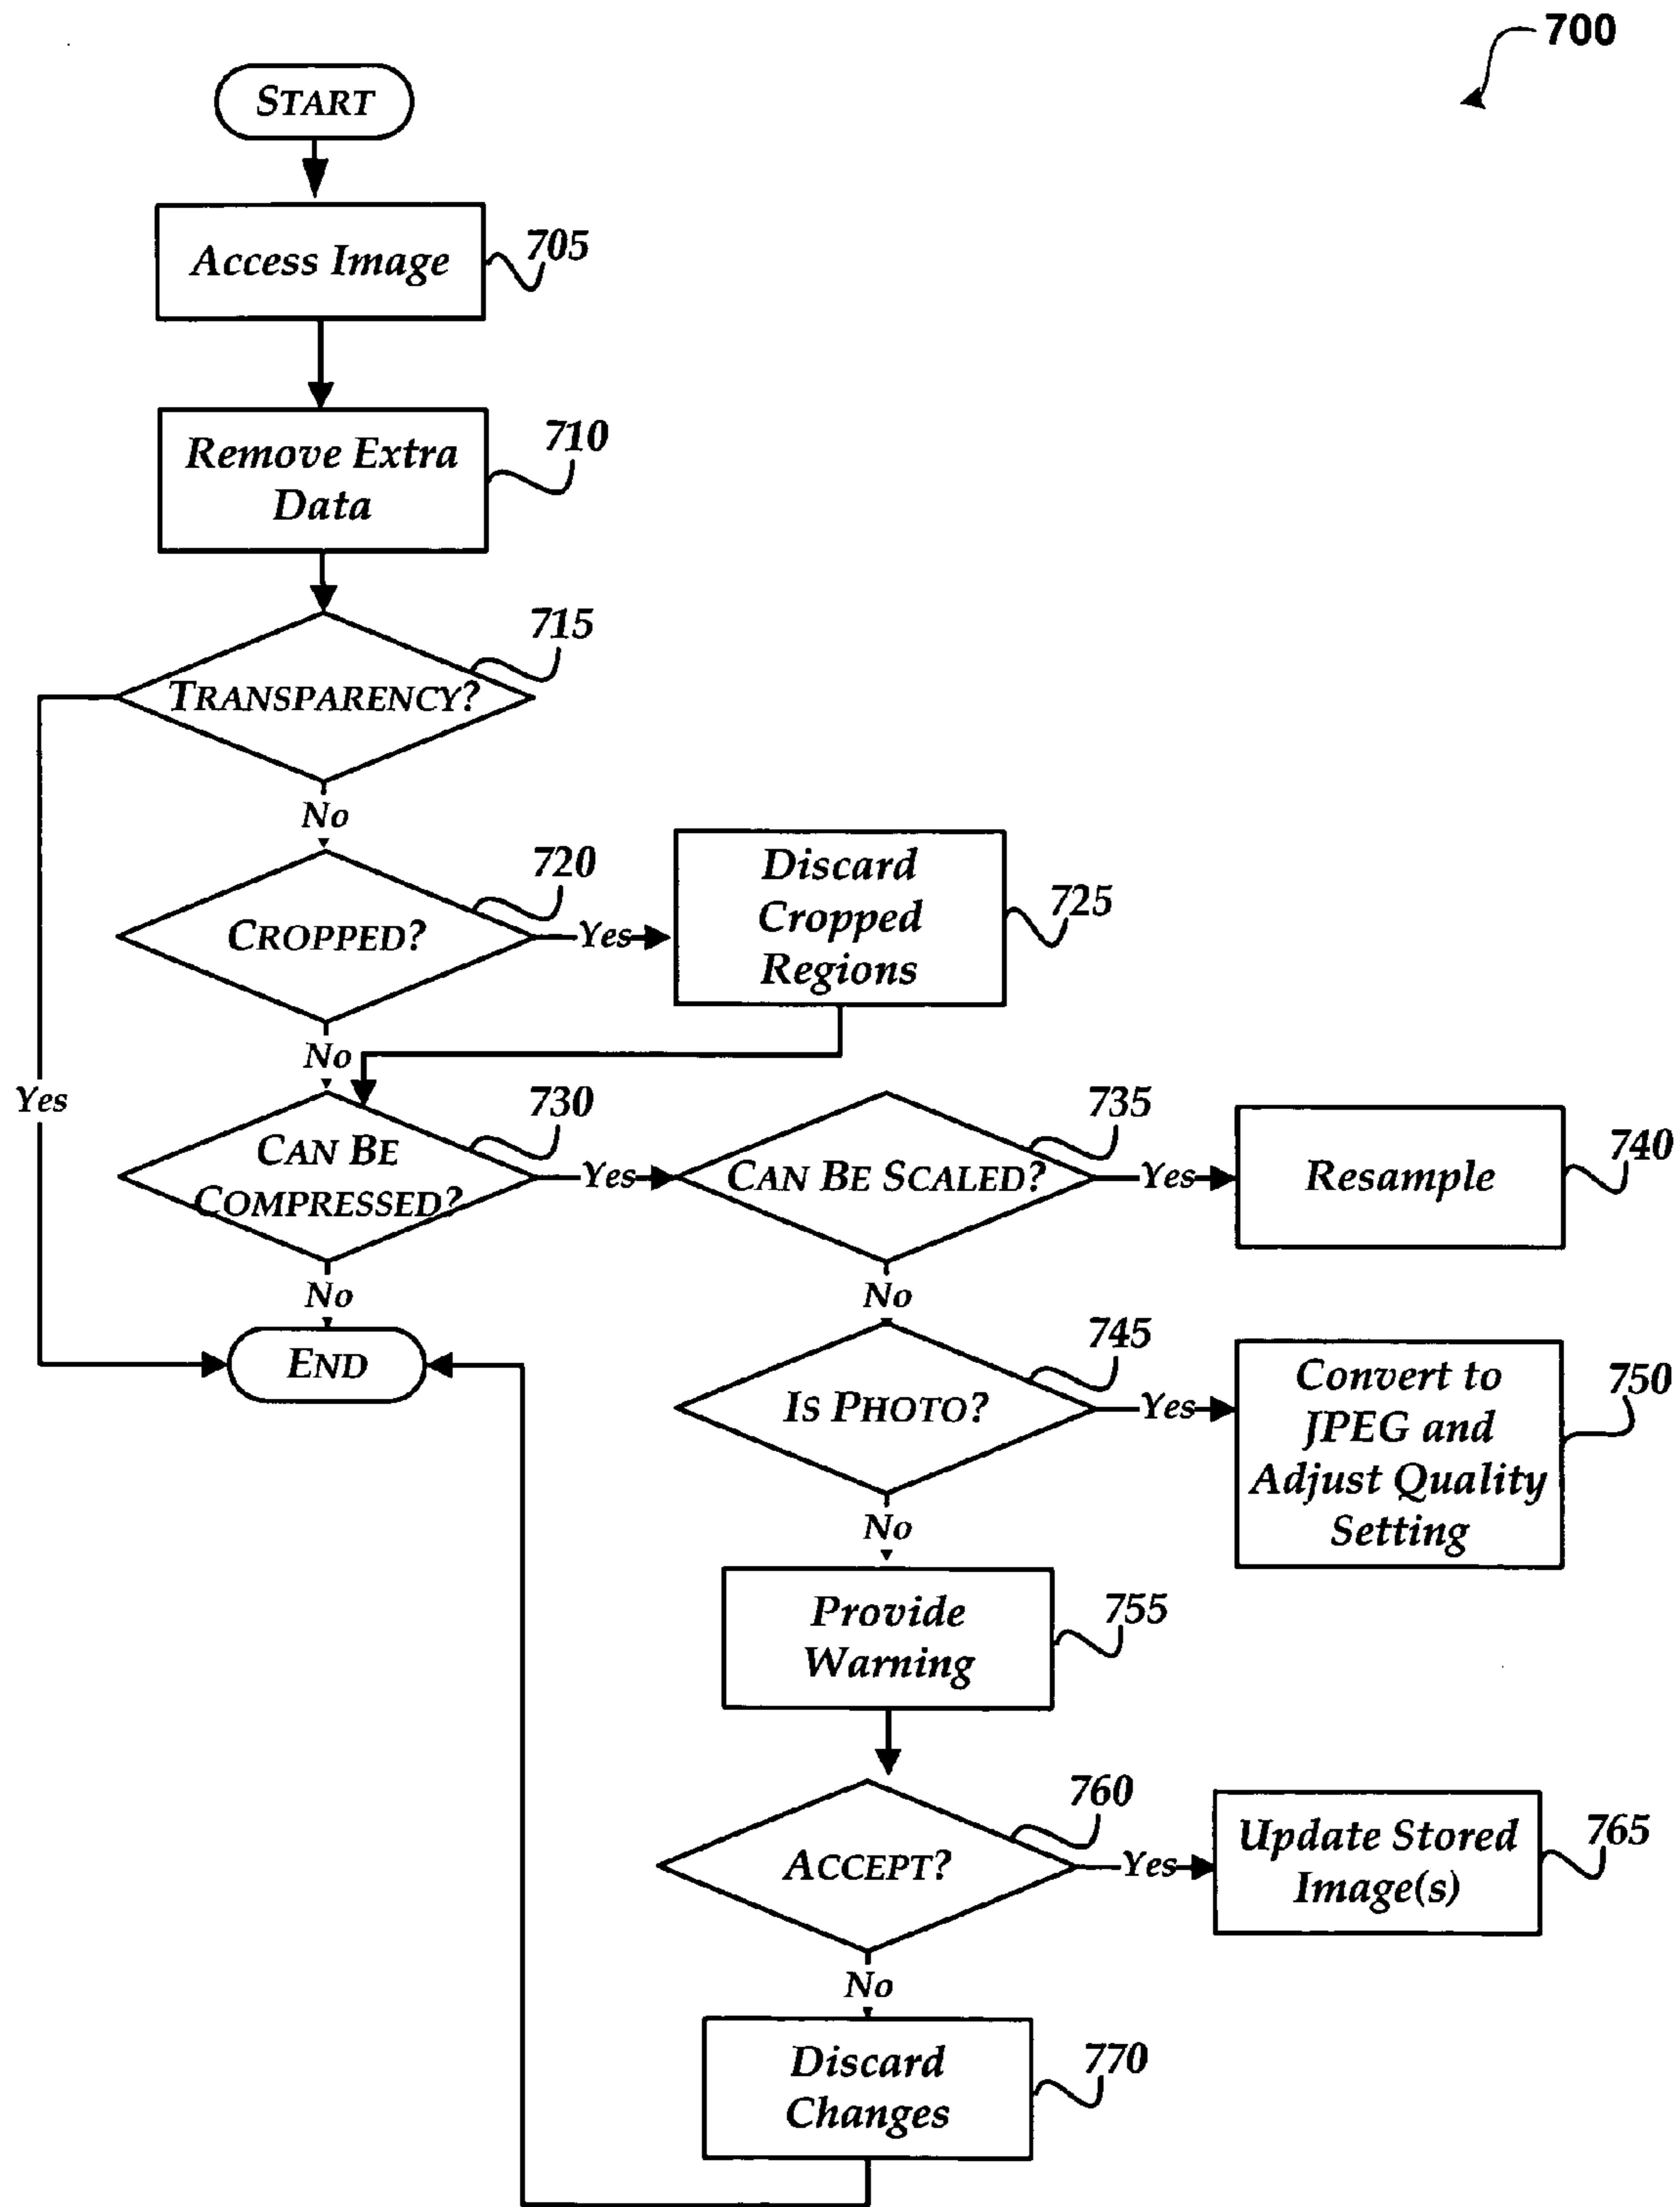 700
START
Access Image
705
Remove Extra
Data
710
TRANSPARENCY?
715
No
Yes
CROPPED?
720
Yes
Discard
Cropped
Regions
725
No
CAN BE
COMPRESSED?
730
Yes
CAN BE SCALED?
735
Yes
Resample
740
No
END
No
IS PHOTO?
745
Yes
Convert to
JPEG and
Adjust Quality
Setting
750
No
Provide
Warning
755
ACCEPT?
760
Yes
Update Stored
Image(s)
765
No
Discard
Changes
770